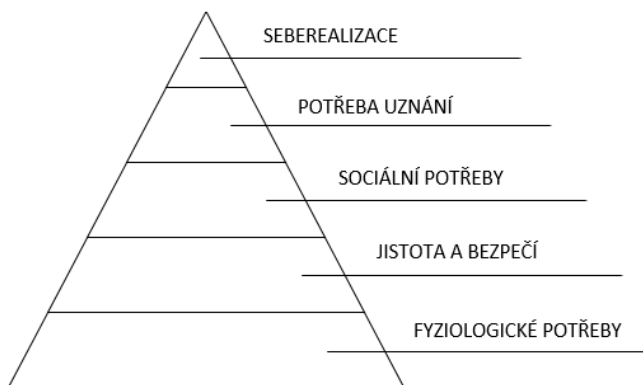 SEBEREALIZACE
POTŘEBA UZNÁNÍ
SOCIÁLNÍ POTŘEBY
JISTOTA A BEZPEČÍ
FYZIOLOGICKÉ POTŘEBY